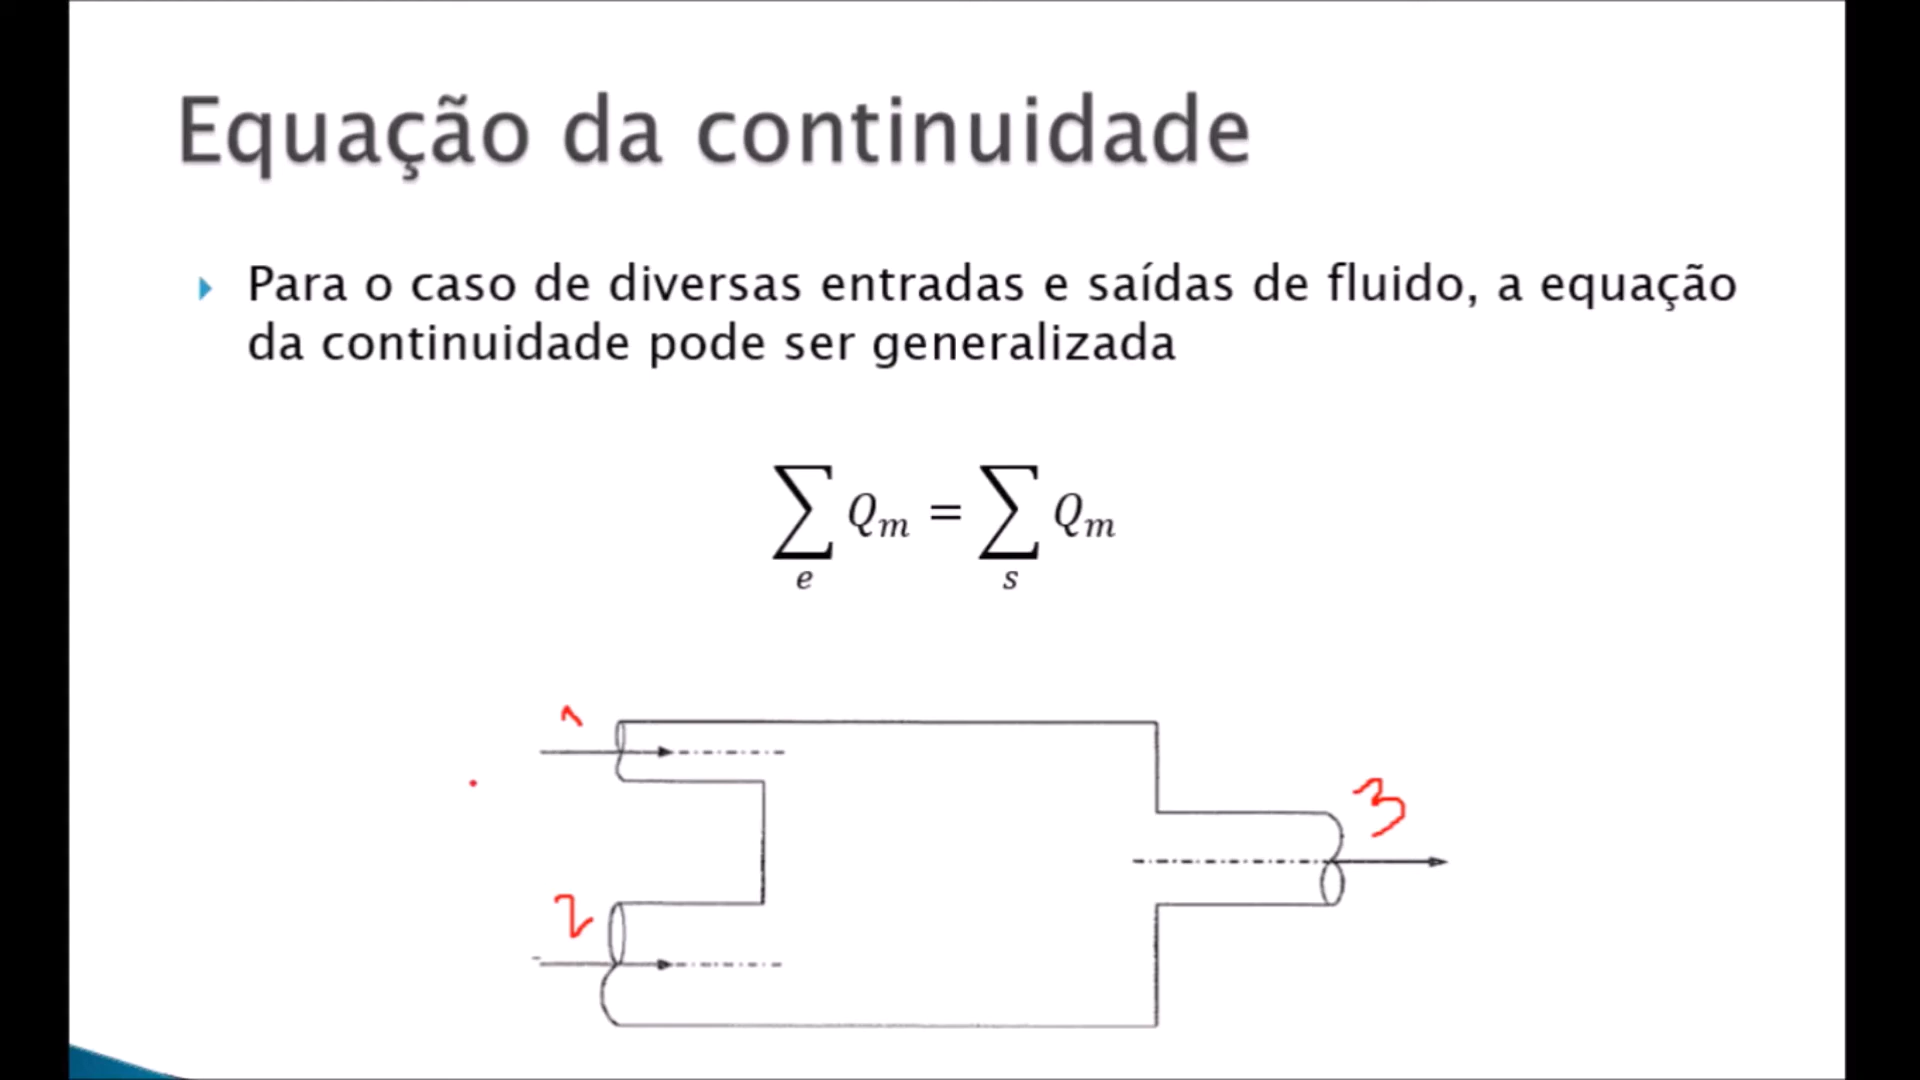 Equação da continuidade
Para o caso de diversas entradas e saídas de fluido, a equação
da continuidade pode ser generalizada
∑ Qm = ∑ Qm
e s
1
3
2